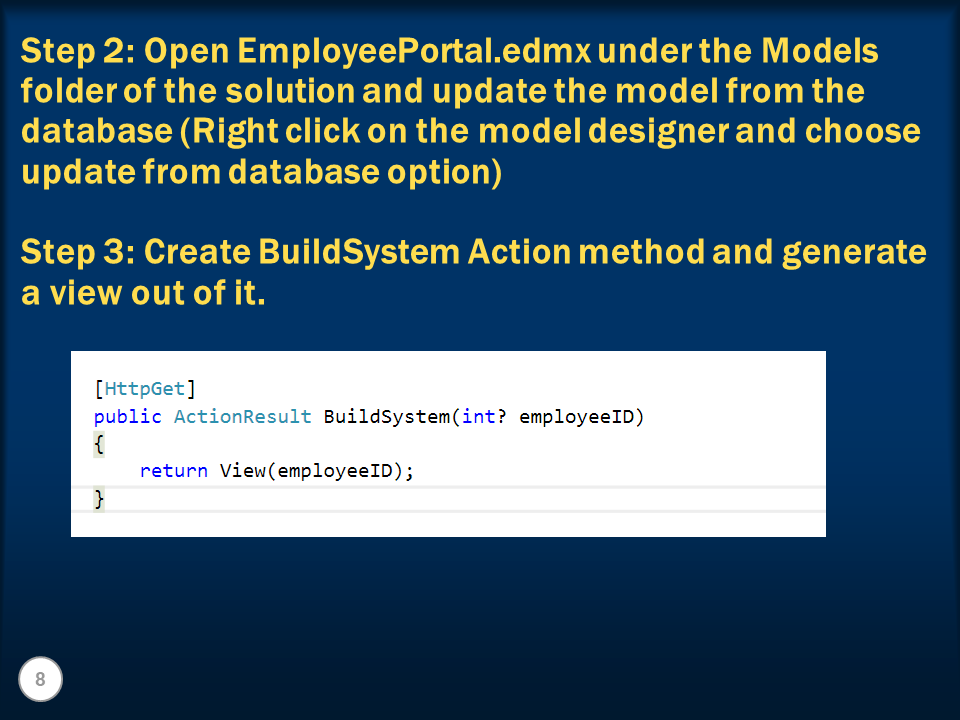 Step 2: Open EmployeePortal.edmx under the Models
folder of the solution and update the model from the
database (Right click on the model designer and choose
update from database option)
Step 3: Create BuildSystem Action method and generate
a view out of it.
[HttpGet]
public ActionResult BuildSystem(int? employeeID)
{
    return View(employeeID);
}
8